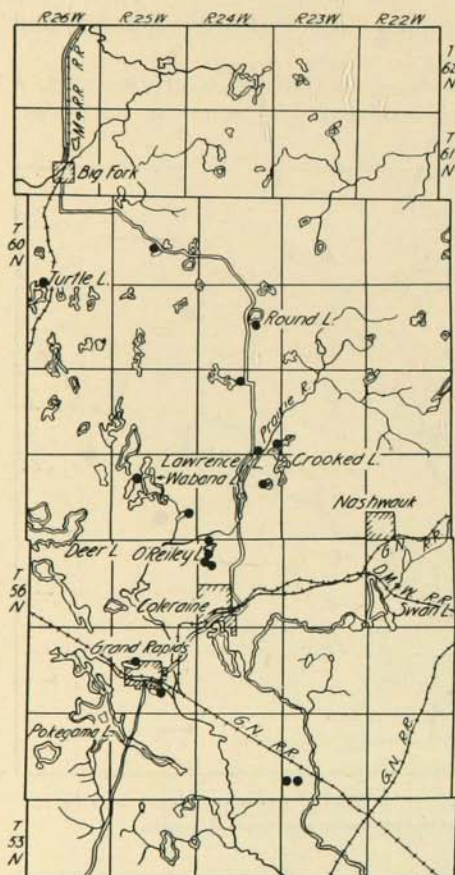 R26W R25W R24W R23W R22W
T
62
N
M&R.R.R.
T
61
N
Big Fork
T
60
N
Turtle L.
Round L.
Prairie R.
Lawrence L.
Crooked L.
Wabana L.
Nashwauk
Deer L.
O'Reiley L.
G N R.R.
D M & W R.R.
T
56
N
Coleraine
Swan L.
Grand Rapids
G.N. R.R.
G.N. R.R.
Pokegama L.
T
53
N